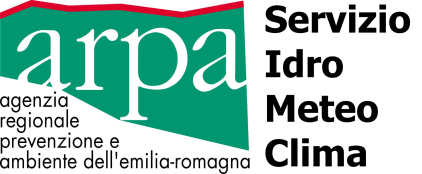 arpa
agenzia
regionale
prevenzione e
ambiente dell'emilia-romagna
Servizio
Idro
Meteo
Clima